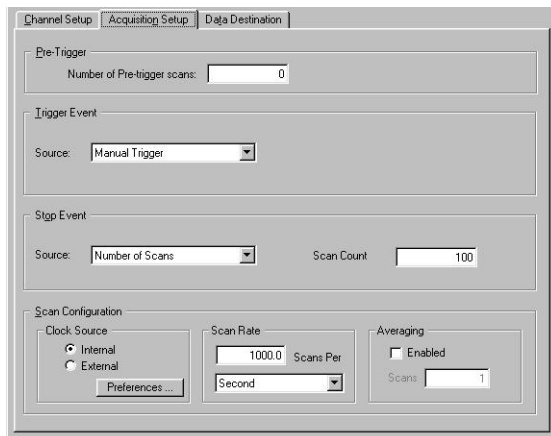 Channel Setup Acquisition Setup Data Destination
Pre-Trigger
Number of Pre-trigger scans: 0
Trigger Event
Source: Manual Trigger
Stop Event
Source: Number of Scans Scan Count 100
Scan Configuration
Clock Source Scan Rate Averaging
Internal 1000.0 Scans Per Enabled
External Second Scans 1
Preferences ...